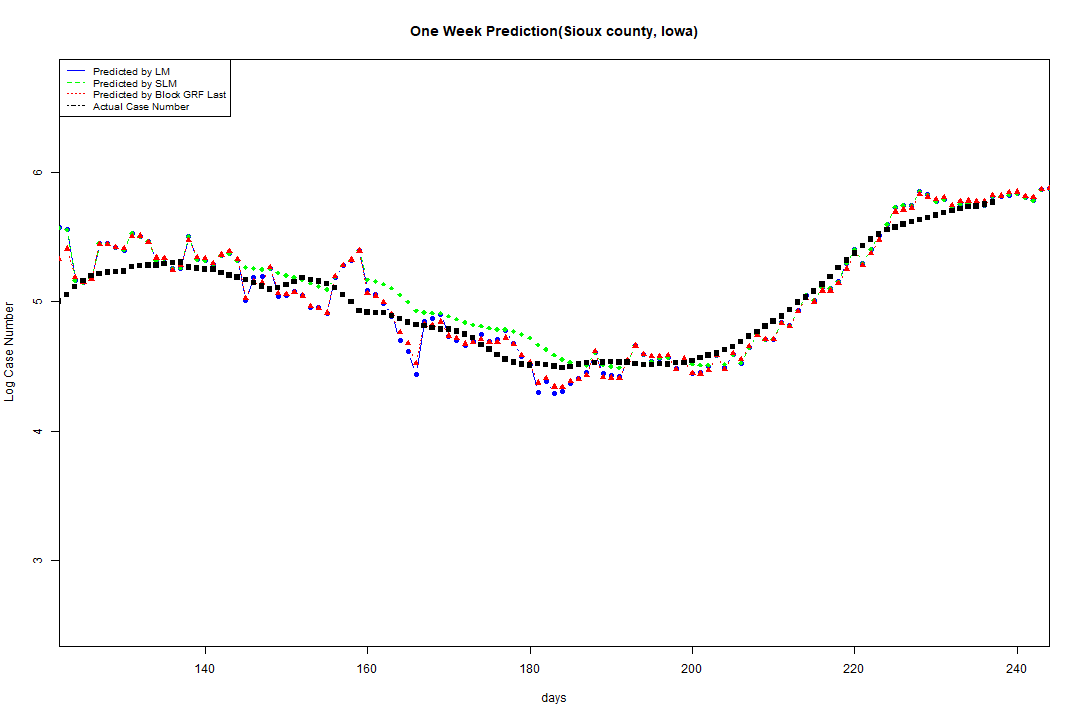 One Week Prediction(Sioux county, Iowa)
Predicted by LM
Predicted by SLM
Predicted by Block GRF Last
Actual Case Number
6
5
4
3
Log Case Number
140 160 180 200 220 240
days